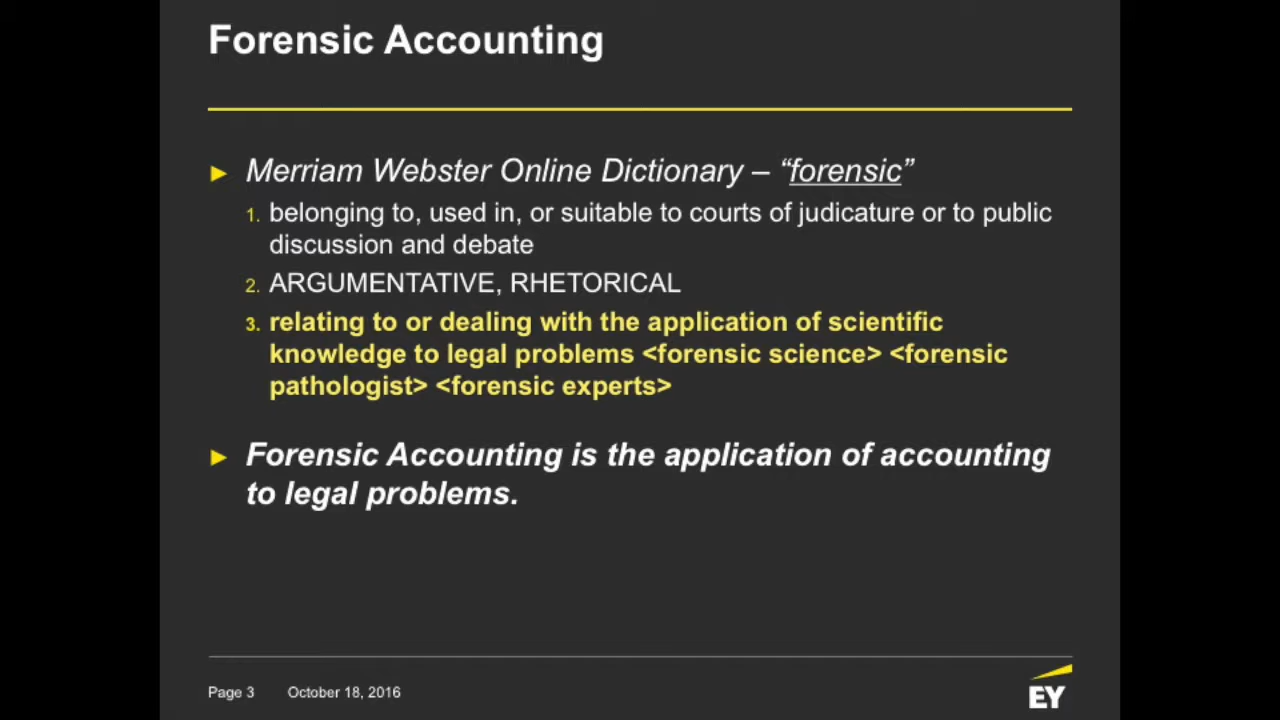 Forensic Accounting
► Merriam Webster Online Dictionary – “forensic”
1. belonging to, used in, or suitable to courts of judicature or to public
discussion and debate
2. ARGUMENTATIVE, RHETORICAL
3. relating to or dealing with the application of scientific
knowledge to legal problems <forensic science> <forensic
pathologist> <forensic experts>
► Forensic Accounting is the application of accounting
to legal problems.
Page 3 October 18, 2016
EY